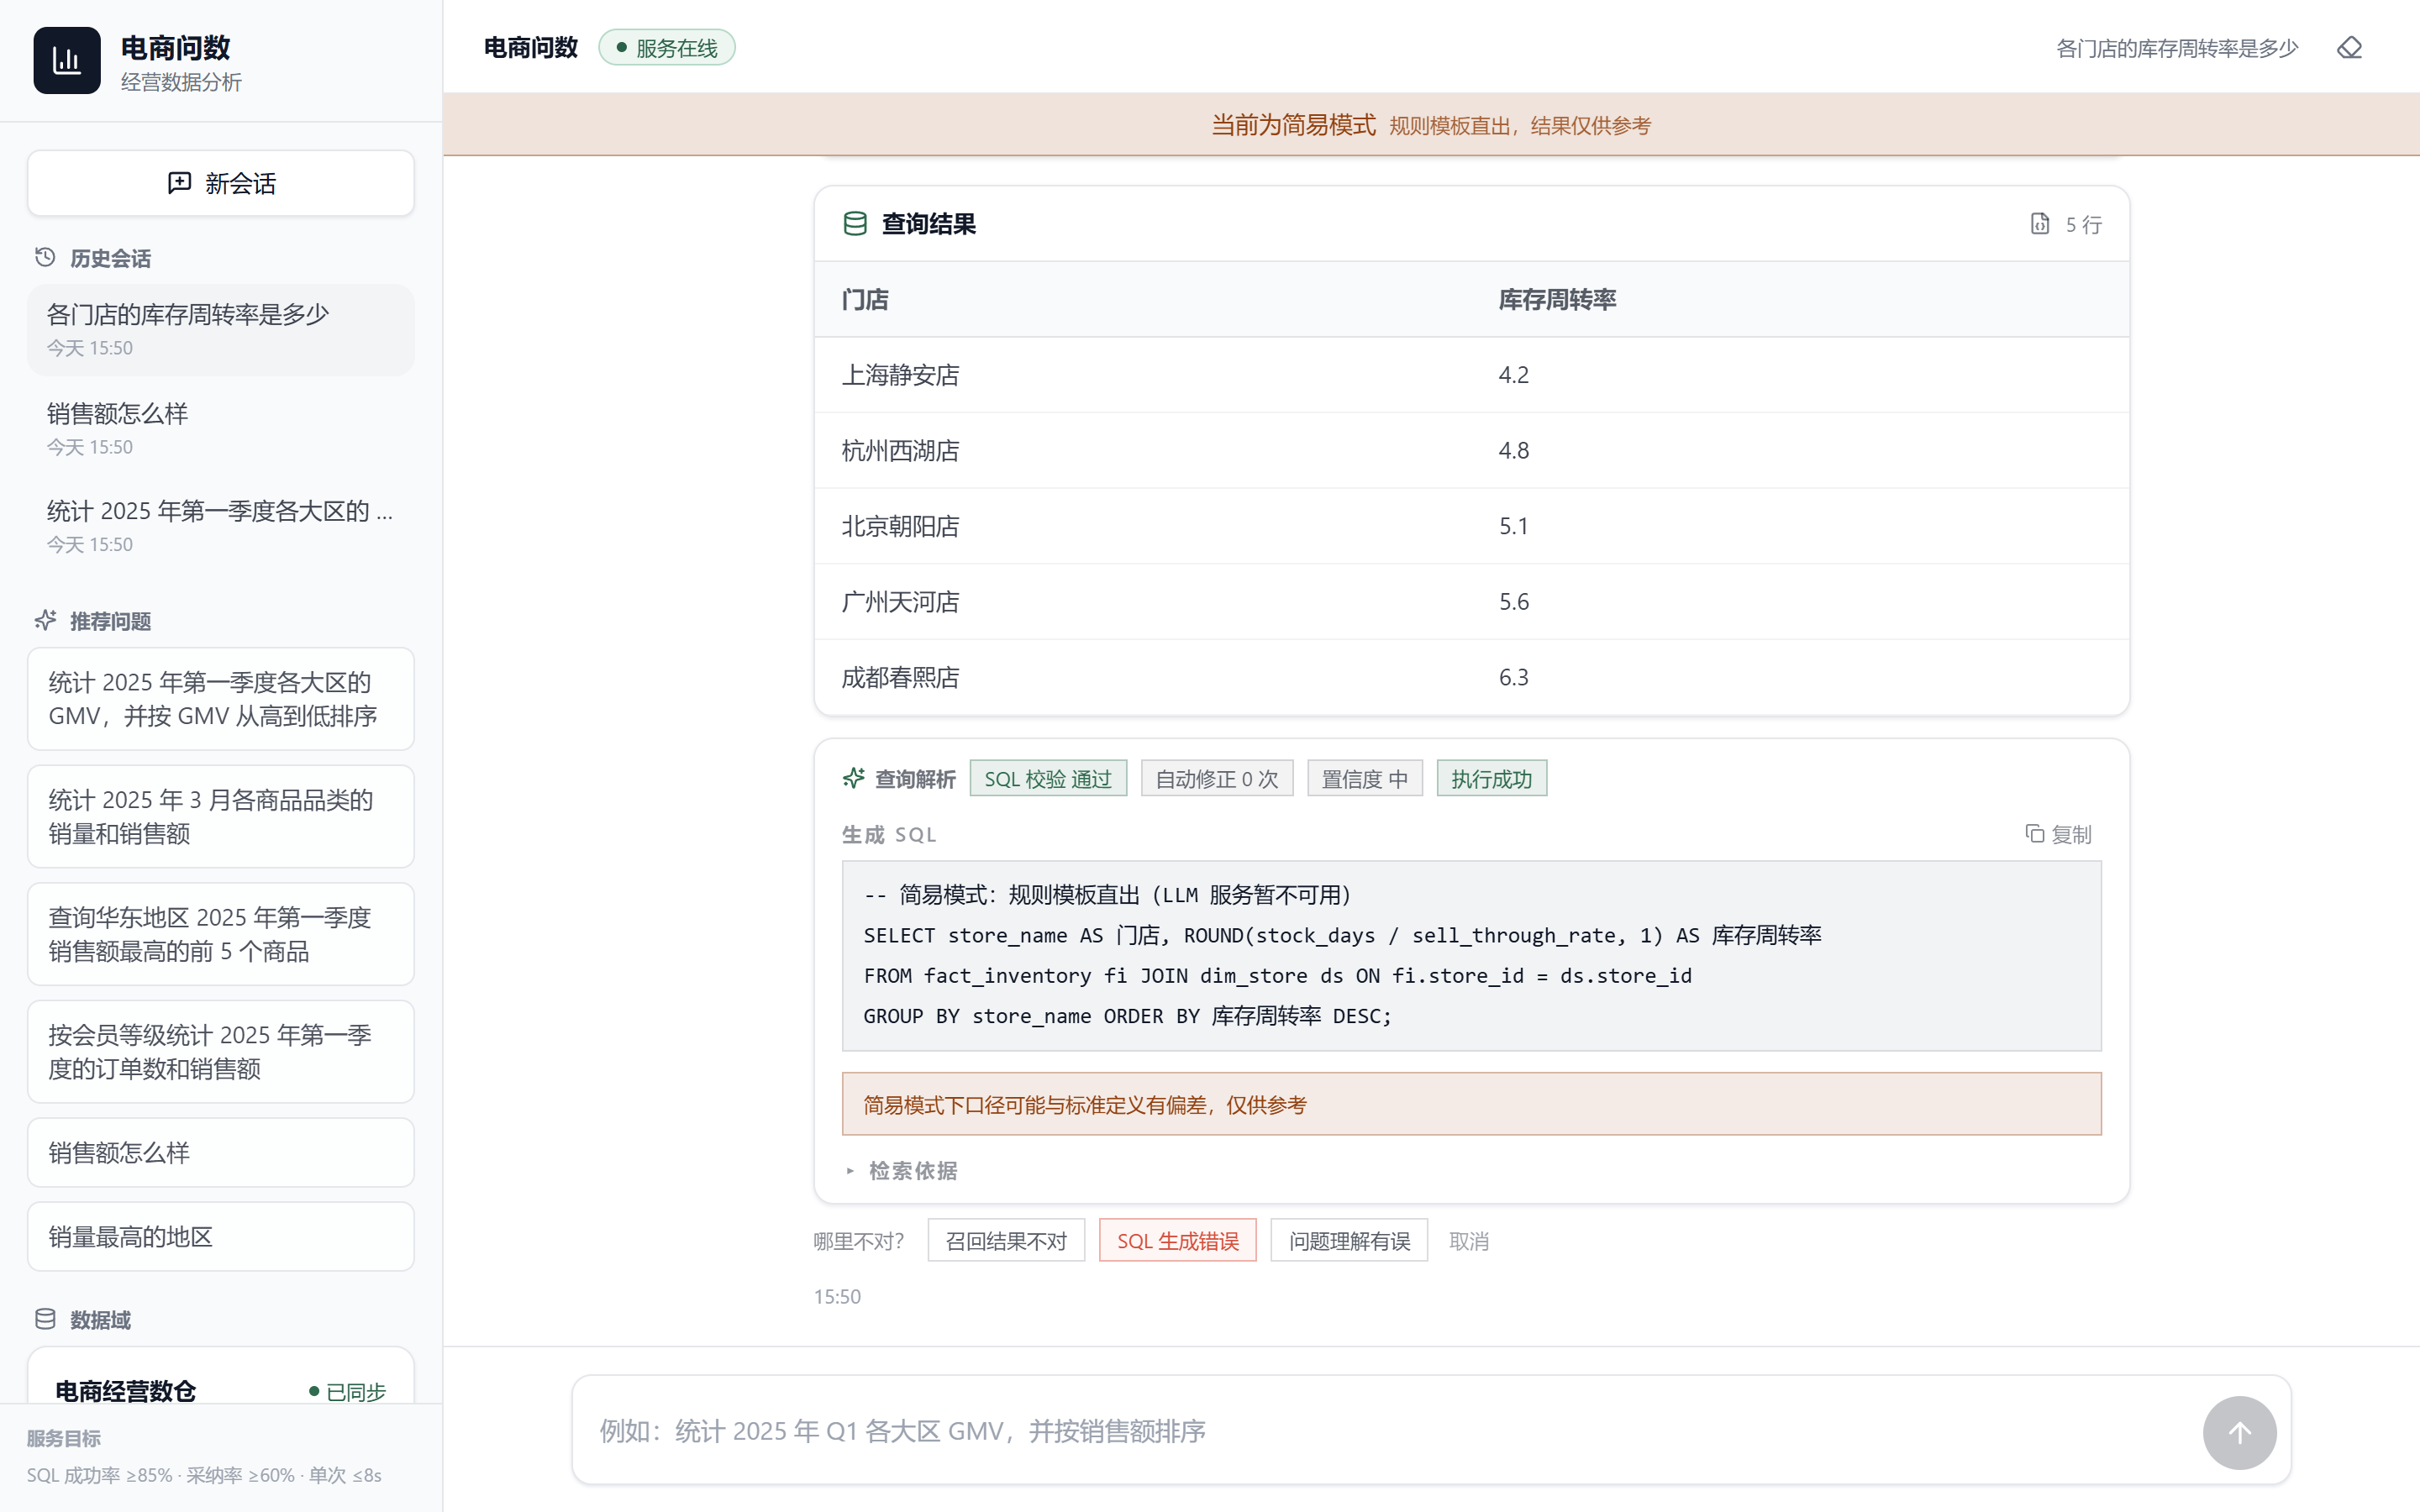 电商问数
经营数据分析
新会话
历史会话
各门店的库存周转率是多少
今天 15:50
销售额怎么样
今天 15:50
统计 2025 年第一季度各大区的 ...
今天 15:50
推荐问题
统计 2025 年第一季度各大区的
GMV，并按 GMV 从高到低排序
统计 2025 年 3 月各商品品类的
销量和销售额
查询华东地区 2025 年第一季度
销售额最高的前 5 个商品
按会员等级统计 2025 年第一季
度的订单数和销售额
销售额怎么样
销量最高的地区
数据域
电商经营数仓 已同步
服务目标
SQL 成功率 ≥85% · 采纳率 ≥60% · 单次 ≤8s
电商问数 服务在线 各门店的库存周转率是多少
当前为简易模式 规则模板直出，结果仅供参考
查询结果 5 行
门店 库存周转率
上海静安店 4.2
杭州西湖店 4.8
北京朝阳店 5.1
广州天河店 5.6
成都春熙店 6.3
查询解析 SQL 校验 通过 自动修正 0 次 置信度 中 执行成功
生成 SQL 复制
-- 简易模式：规则模板直出（LLM 服务暂不可用）
SELECT store_name AS 门店, ROUND(stock_days / sell_through_rate, 1) AS 库存周转率
FROM fact_inventory fi JOIN dim_store ds ON fi.store_id = ds.store_id
GROUP BY store_name ORDER BY 库存周转率 DESC;
简易模式下口径可能与标准定义有偏差，仅供参考
检索依据
哪里不对？ 召回结果不对 SQL 生成错误 问题理解有误 取消
15:50
例如：统计 2025 年 Q1 各大区 GMV，并按销售额排序